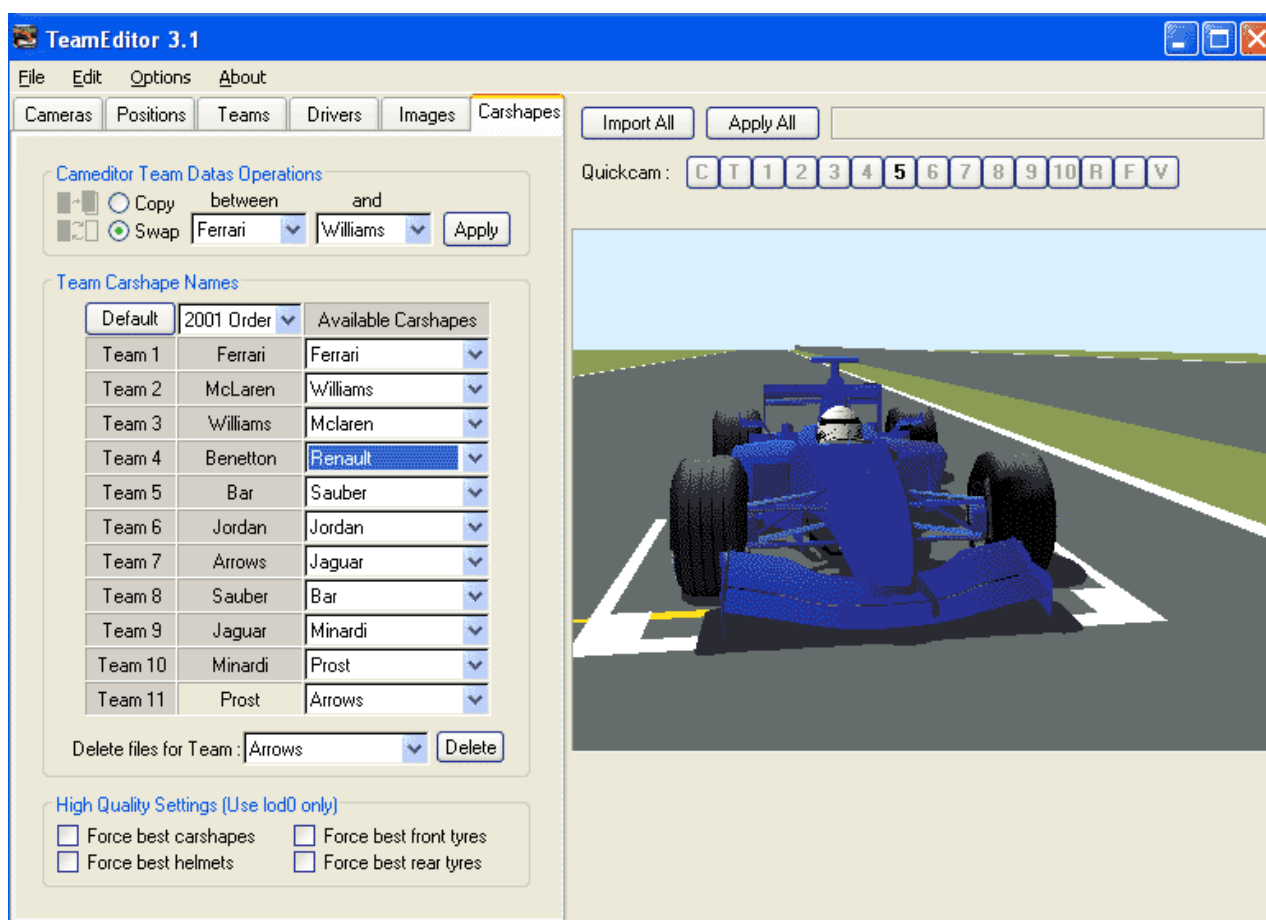 TeamEditor 3.1
File Edit Options About
Cameras Positions Teams Drivers Images Carshapes
Import All Apply All
Quickcam : C T 1 2 3 4 5 6 7 8 9 10 R F V
Cameditor Team Datas Operations
Copy between and
Swap Ferrari Williams Apply
Team Carshape Names
Default 2001 Order Available Carshapes
Team 1 Ferrari Ferrari
Team 2 McLaren Williams
Team 3 Williams Mclaren
Team 4 Benetton Renault
Team 5 Bar Sauber
Team 6 Jordan Jordan
Team 7 Arrows Jaguar
Team 8 Sauber Bar
Team 9 Jaguar Minardi
Team 10 Minardi Prost
Team 11 Prost Arrows
Delete files for Team : Arrows Delete
High Quality Settings (Use lod0 only)
Force best carshapes Force best front tyres
Force best helmets Force best rear tyres